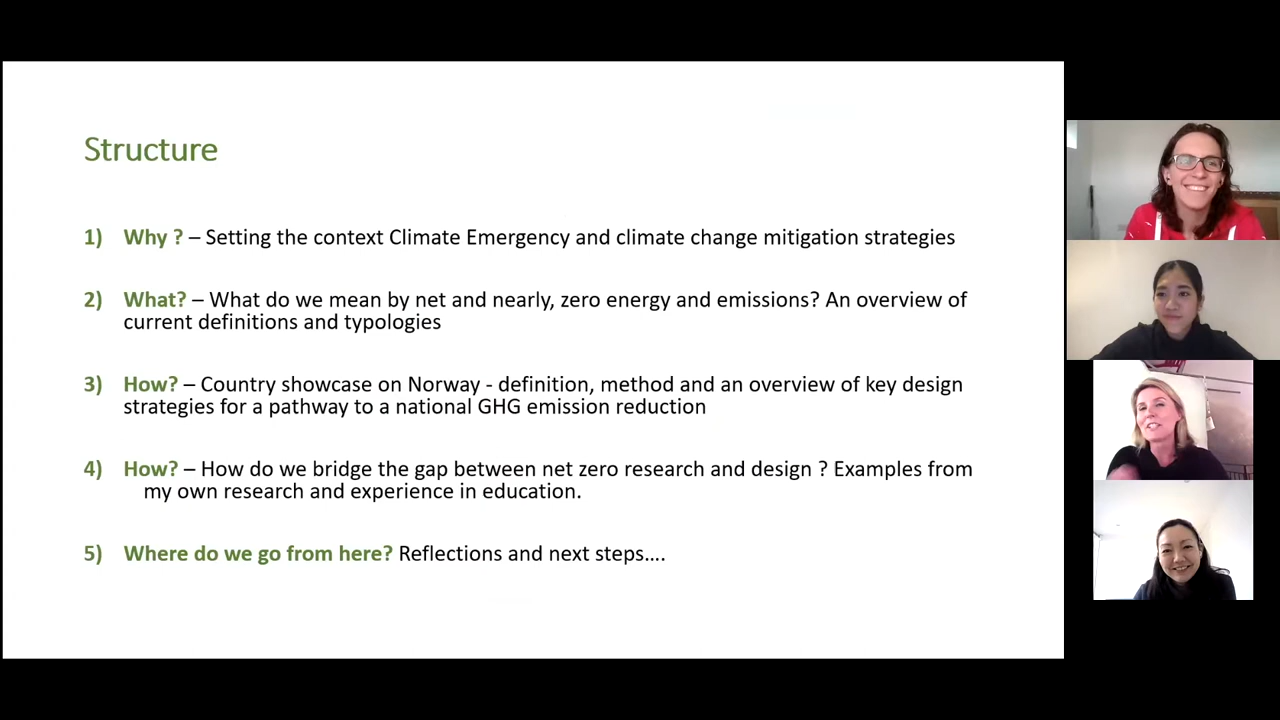 Structure
1) Why ? – Setting the context Climate Emergency and climate change mitigation strategies
2) What? – What do we mean by net and nearly, zero energy and emissions? An overview of
current definitions and typologies
3) How? – Country showcase on Norway - definition, method and an overview of key design
strategies for a pathway to a national GHG emission reduction
4) How? – How do we bridge the gap between net zero research and design ? Examples from
my own research and experience in education.
5) Where do we go from here? Reflections and next steps….